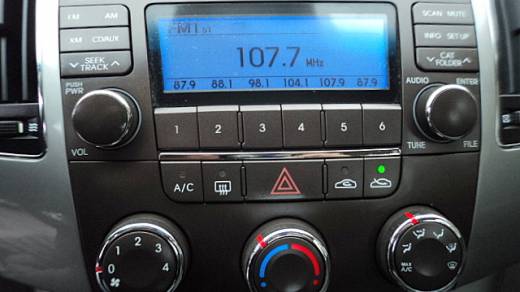 FM AM
SCAN MUTE
FM1 ST
XM CD/AUX
INFO SETUP
107.7 MHz
SEEK TRACK
CAT FOLDER
87.9 88.1 98.1 104.1 107.9 87.9
PUSH PWR
AUDIO ENTER
1 2 3 4 5 6
VOL
TUNE FILE
A/C
0 1 2 3 4
MAX A/C